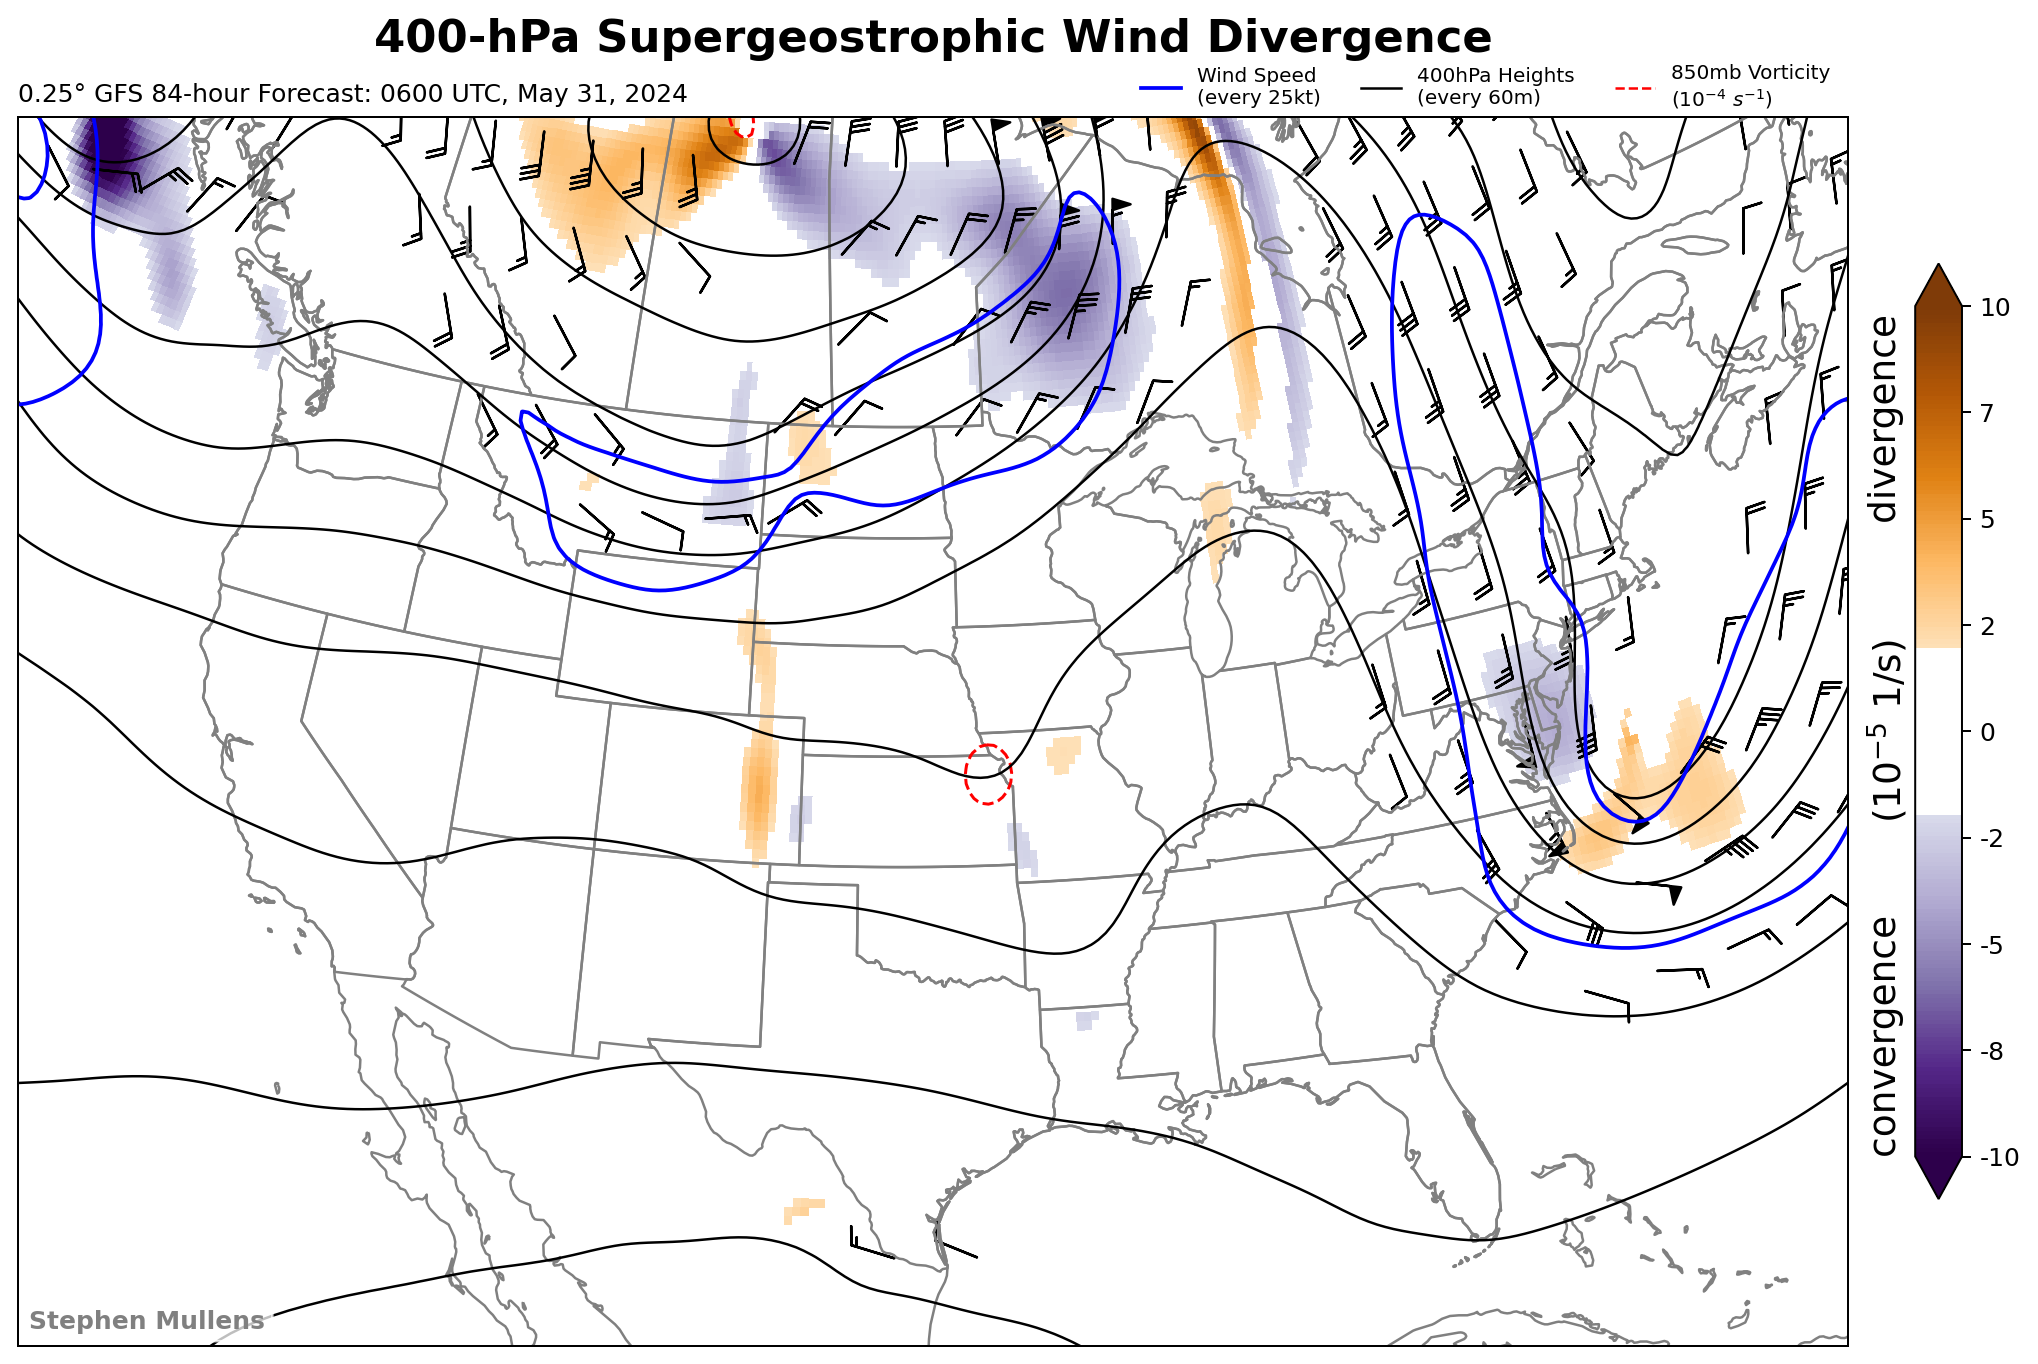 400-hPa Supergeostrophic Wind Divergence
0.25° GFS 84-hour Forecast: 0600 UTC, May 31, 2024
Wind Speed
(every 25kt)
400hPa Heights
(every 60m)
850mb Vorticity
(10⁻⁴ s⁻¹)
10
7
5
2
0
-2
-5
-8
-10
convergence (10⁻⁵ 1/s) divergence
Stephen Mullens